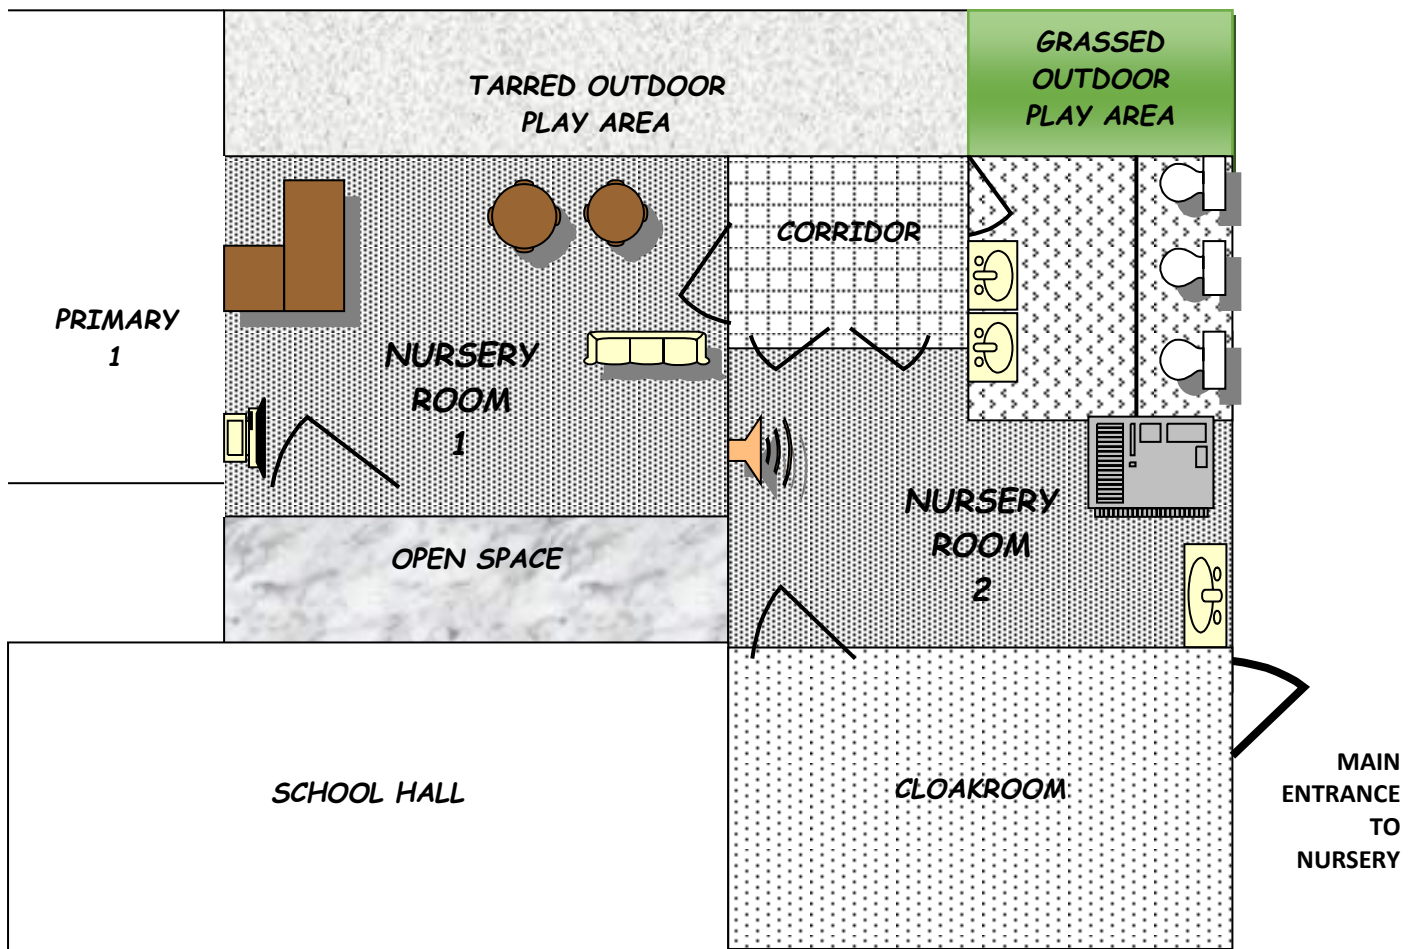 TARRED OUTDOOR
PLAY AREA
GRASSED
OUTDOOR
PLAY AREA
CORRIDOR
PRIMARY
1
NURSERY
ROOM
1
NURSERY
ROOM
2
OPEN SPACE
SCHOOL HALL
CLOAKROOM
MAIN
ENTRANCE
TO
NURSERY